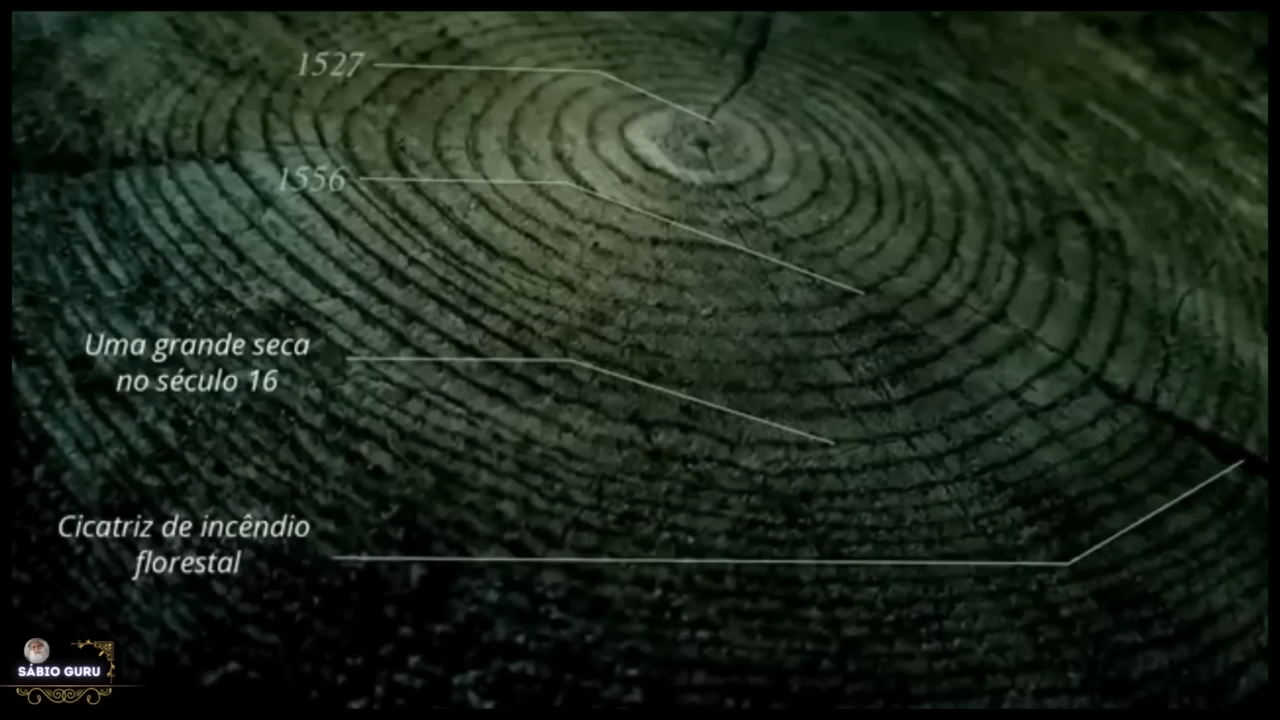 1527
1556
Uma grande seca
no século 16
Cicatriz de incêndio
florestal
SÁBIO GURU